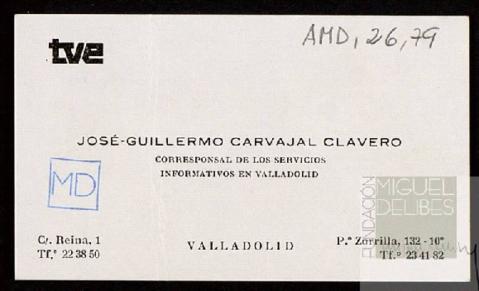 tve
AMD, 26, 79
JOSÉ-GUILLERMO CARVAJAL CLAVERO
CORRESPONSAL DE LOS SERVICIOS
INFORMATIVOS EN VALLADOLID
MD
FUNDACIÓN
MIGUEL
DELIBES
C/. Reina, 1
Tf.º 22 38 50
VALLADOLID
P.º Zorrilla, 132 - 10º
Tf.º 23 41 82